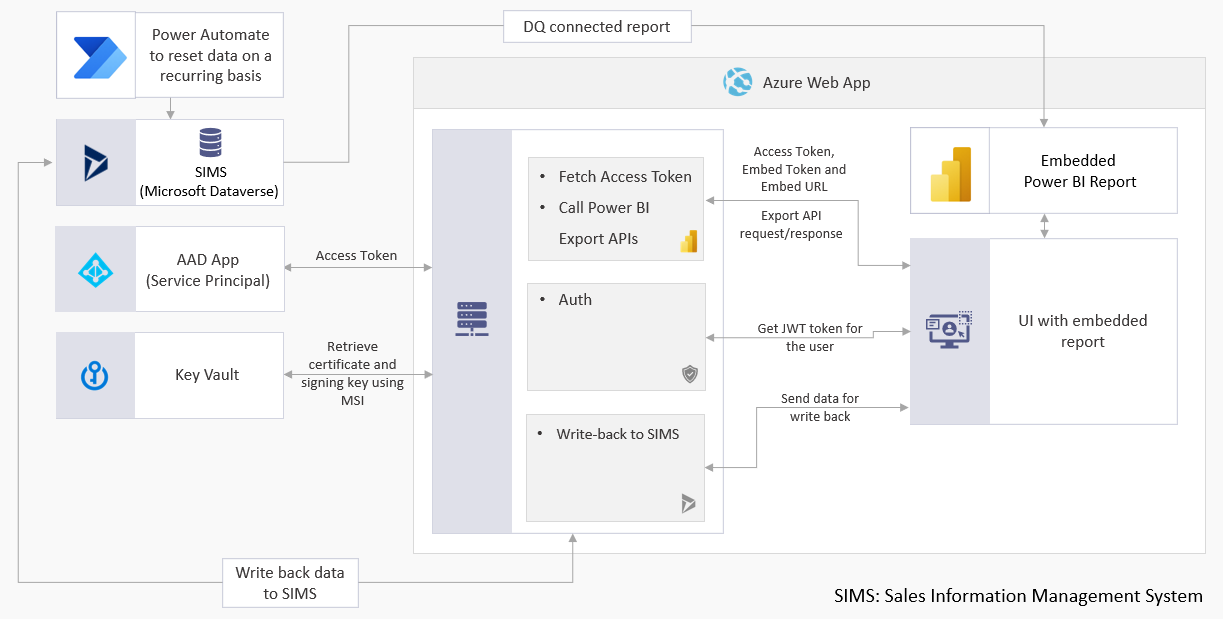 Power Automate
to reset data on a
recurring basis
DQ connected report
Azure Web App
SIMS
(Microsoft Dataverse)
AAD App
(Service Principal)
Key Vault
Access Token
Retrieve
certificate and
signing key using
MSI
• Fetch Access Token
• Call Power BI
Export APIs
• Auth
• Write-back to SIMS
Access Token,
Embed Token and
Embed URL
Export API
request/response
Get JWT token for
the user
Send data for
write back
Embedded
Power BI Report
UI with embedded
report
Write back data
to SIMS
SIMS: Sales Information Management System